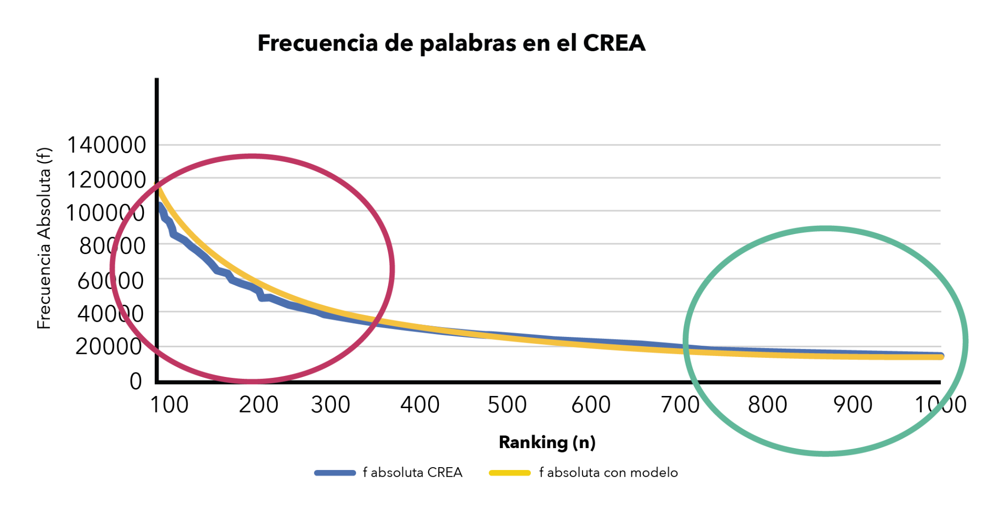 Frecuencia de palabras en el CREA
Frecuencia Absoluta (f)
140000
120000
100000
80000
60000
40000
20000
0
100 200 300 400 500 600 700 800 900 1000
Ranking (n)
f absoluta CREA f absoluta con modelo